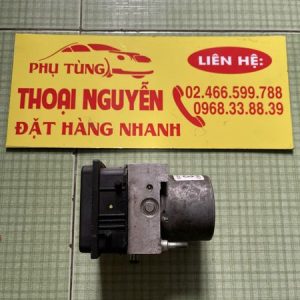 PHỤ TÙNG
LIÊN HỆ:
THOẠI NGUYỄN
02.466.599.788
0968.33.88.39
ĐẶT HÀNG NHANH